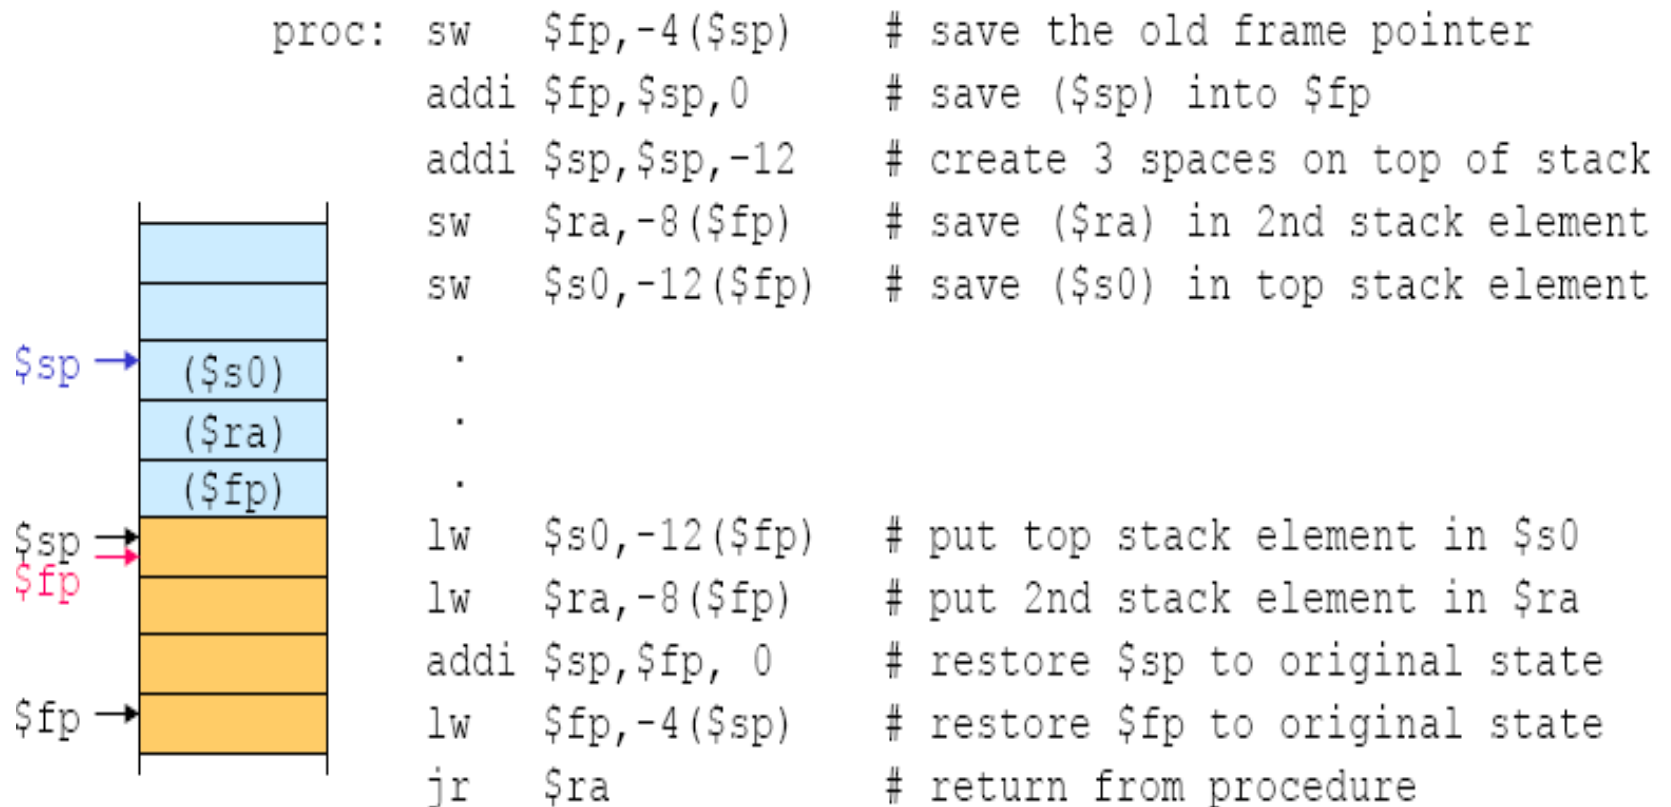 proc: sw $fp,-4($sp) # save the old frame pointer
addi $fp,$sp,0 # save ($sp) into $fp
addi $sp,$sp,-12 # create 3 spaces on top of stack
sw $ra,-8($fp) # save ($ra) in 2nd stack element
sw $s0,-12($fp) # save ($s0) in top stack element
.
.
.
lw $s0,-12($fp) # put top stack element in $s0
lw $ra,-8($fp) # put 2nd stack element in $ra
addi $sp,$fp, 0 # restore $sp to original state
lw $fp,-4($sp) # restore $fp to original state
jr $ra # return from procedure
$sp
($s0)
($ra)
($fp)
$sp
$fp
$fp